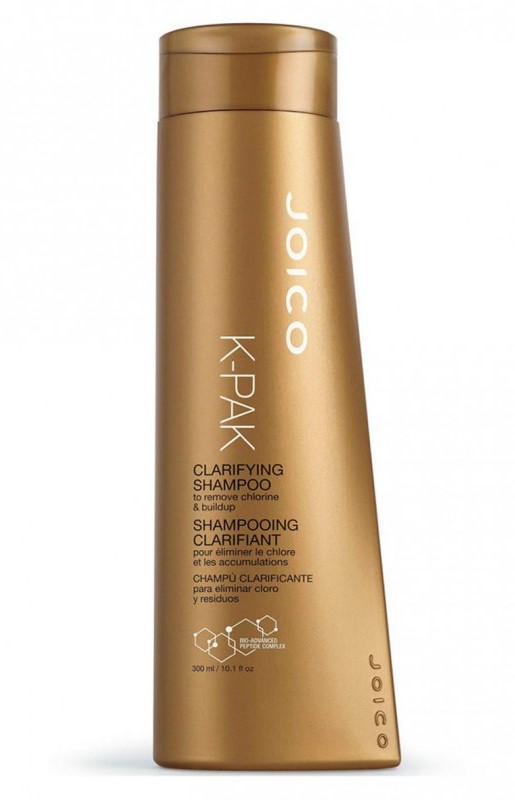 JOICO
K-PAK
CLARIFYING
SHAMPOO
to remove chlorine
& buildup
SHAMPOOING
CLARIFIANT
pour éliminer le chlore
et les accumulations
CHAMPÚ CLARIFICANTE
para eliminar cloro
y residuos
BIO-ADVANCED
PEPTIDE COMPLEX
300 ml / 10.1 fl oz
JOICO